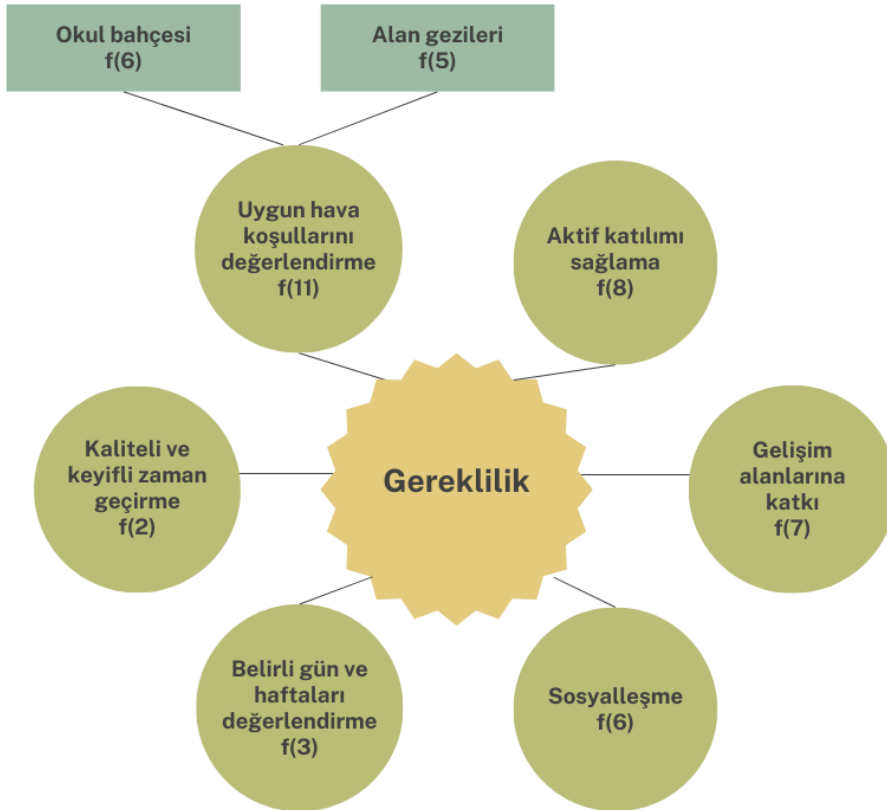 Okul bahçesi
f(6)
Alan gezileri
f(5)
Uygun hava
koşullarını
değerlendirme
f(11)
Aktif katılımı
sağlama
f(8)
Kaliteli ve
keyifli zaman
geçirme
f(2)
Gereklilik
Gelişim
alanlarına
katkı
f(7)
Belirli gün ve
haftaları
değerlendirme
f(3)
Sosyalleşme
f(6)